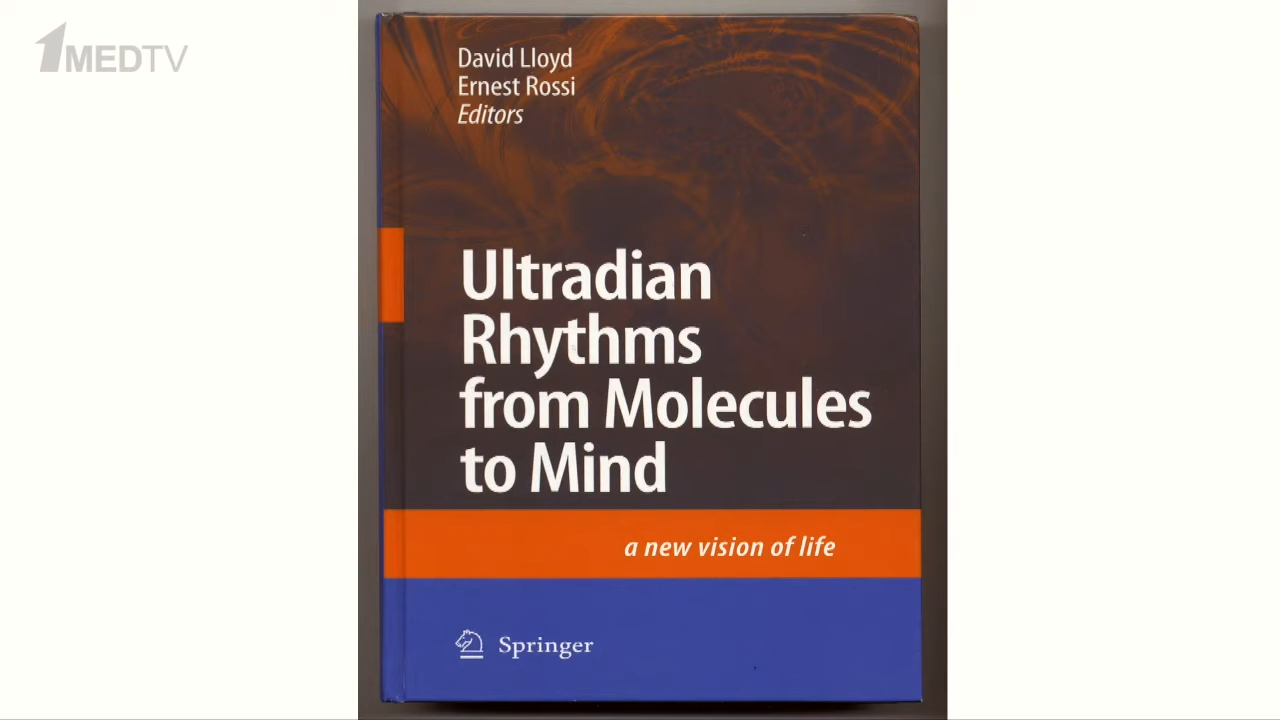 1MEDTV
David Lloyd
Ernest Rossi
Editors
Ultradian
Rhythms
from Molecules
to Mind
a new vision of life
Springer